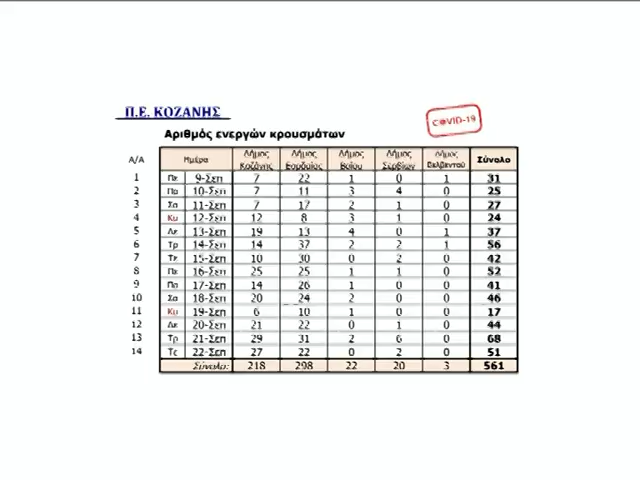 Π.Ε. ΚΟΖΑΝΗΣ
COVID-19
Αριθμός ενεργών κρουσμάτων
Α/Α Ημέρα Δήμος Κοζάνης Δήμος Εορδαίας Δήμος Βοΐου Δήμος Σερβίων Δήμος Βελβεντού Σύνολο
1 Πε 9-Σεπ 7 22 1 0 1 31
2 Πα 10-Σεπ 7 11 3 4 0 25
3 Σα 11-Σεπ 7 17 2 1 0 27
4 Κυ 12-Σεπ 12 8 3 1 0 24
5 Δε 13-Σεπ 19 13 4 0 1 37
6 Τρ 14-Σεπ 14 37 2 2 1 56
7 Τε 15-Σεπ 10 30 0 2 0 42
8 Πε 16-Σεπ 25 25 1 1 0 52
9 Πα 17-Σεπ 14 26 1 0 0 41
10 Σα 18-Σεπ 20 24 2 0 0 46
11 Κυ 19-Σεπ 6 10 1 0 0 17
12 Δε 20-Σεπ 21 22 0 1 0 44
13 Τρ 21-Σεπ 29 31 2 6 0 68
14 Τε 22-Σεπ 27 22 0 2 0 51
Σύνολο: 218 298 22 20 3 561